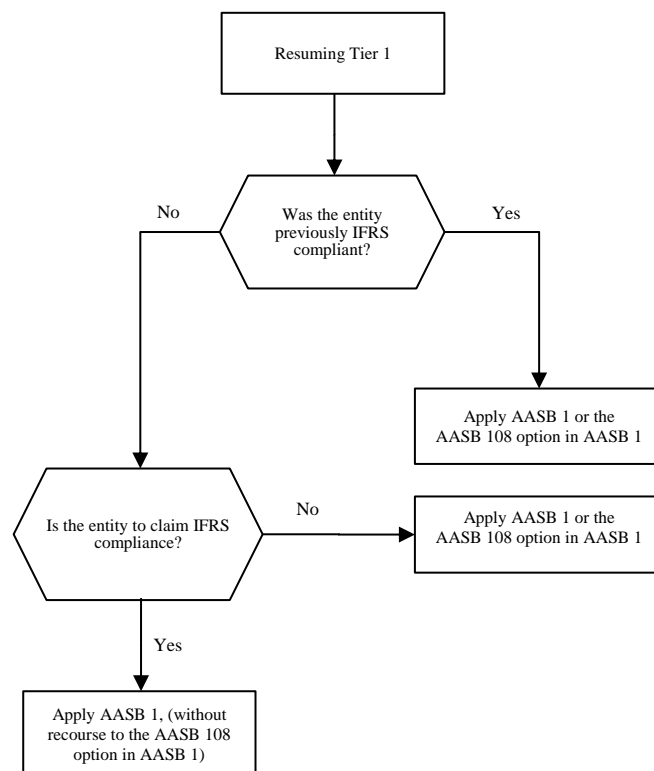 Resuming Tier 1
Was the entity
previously IFRS
compliant?
No
Yes
Apply AASB 1 or the
AASB 108 option in AASB 1
Is the entity to claim IFRS
compliance?
No
Apply AASB 1 or the
AASB 108 option in AASB 1
Yes
Apply AASB 1, (without
recourse to the AASB 108
option in AASB 1)